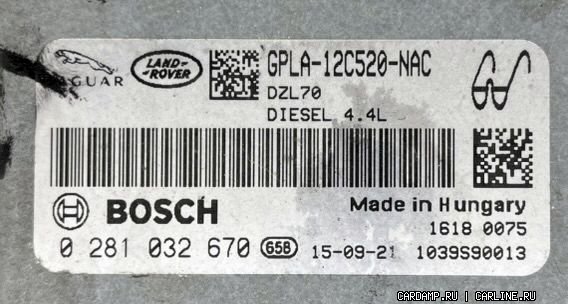 JAGUAR LAND-ROVER GPLA-12C520-NAC
DZL70
DIESEL 4.4L
BOSCH Made in Hungary
1618 0075
0 281 032 670 G5B 15-09-21 1039S90013
CARDAMP.RU | CARLINE.RU